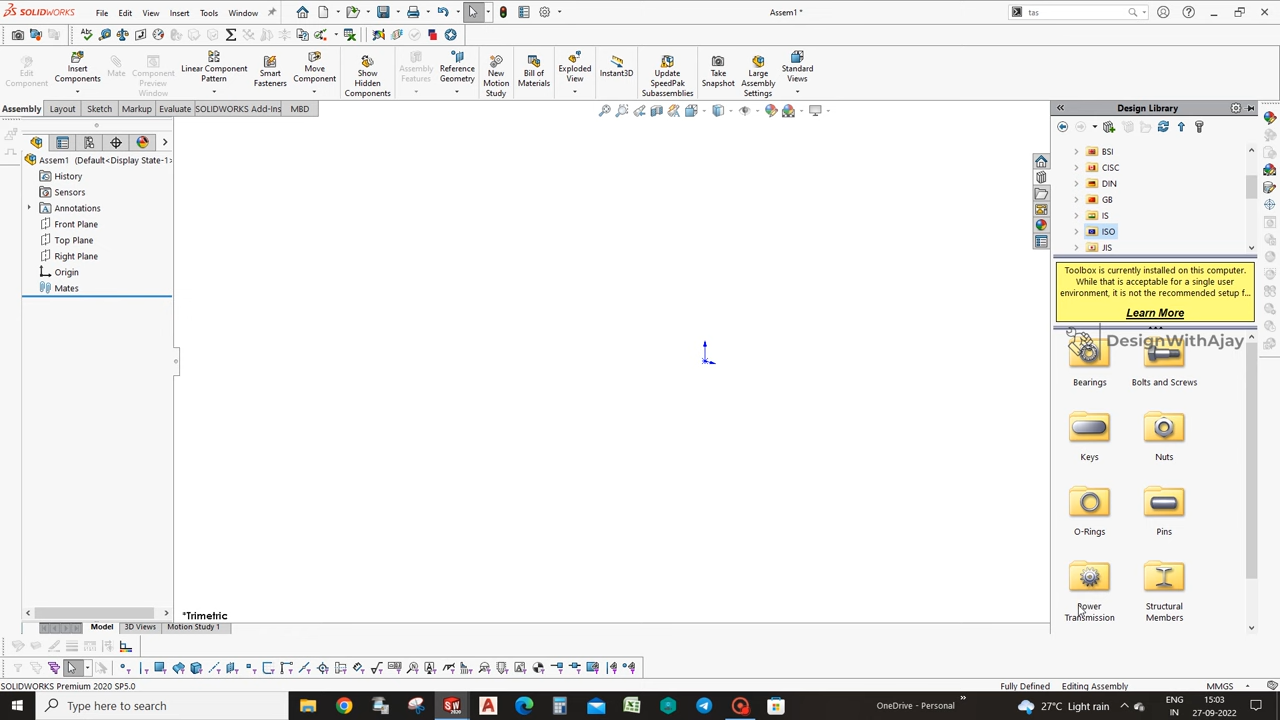 SOLIDWORKS File Edit View Insert Tools Window Assem1 * tas
Edit Component
Insert Components
Mate
Component Preview Window
Linear Component Pattern
Smart Fasteners
Move Component
Show Hidden Components
Assembly Features
Reference Geometry
New Motion Study
Bill of Materials
Exploded View
Instant3D
Update SpeedPak Subassemblies
Take Snapshot
Large Assembly Settings
Standard Views
Assembly Layout Sketch Markup Evaluate SOLIDWORKS Add-Ins MBD
Design Library
Assem1 (Default<Display State-1>
History
Sensors
Annotations
Front Plane
Top Plane
Right Plane
Origin
Mates
BSI
CISC
DIN
GB
IS
ISO
JIS
Toolbox is currently installed on this computer.
While that is acceptable for a single user
environment, it is not the recommended setup f...
Learn More
DesignWithAjay
Bearings Bolts and Screws
Keys Nuts
O-Rings Pins
Power Transmission
Structural Members
*Trimetric
Model 3D Views Motion Study 1
SOLIDWORKS Premium 2020 SP5.0 Fully Defined Editing Assembly MMGS
Type here to search
OneDrive - Personal
27°C Light rain
ENG
IN
15:03
27-09-2022